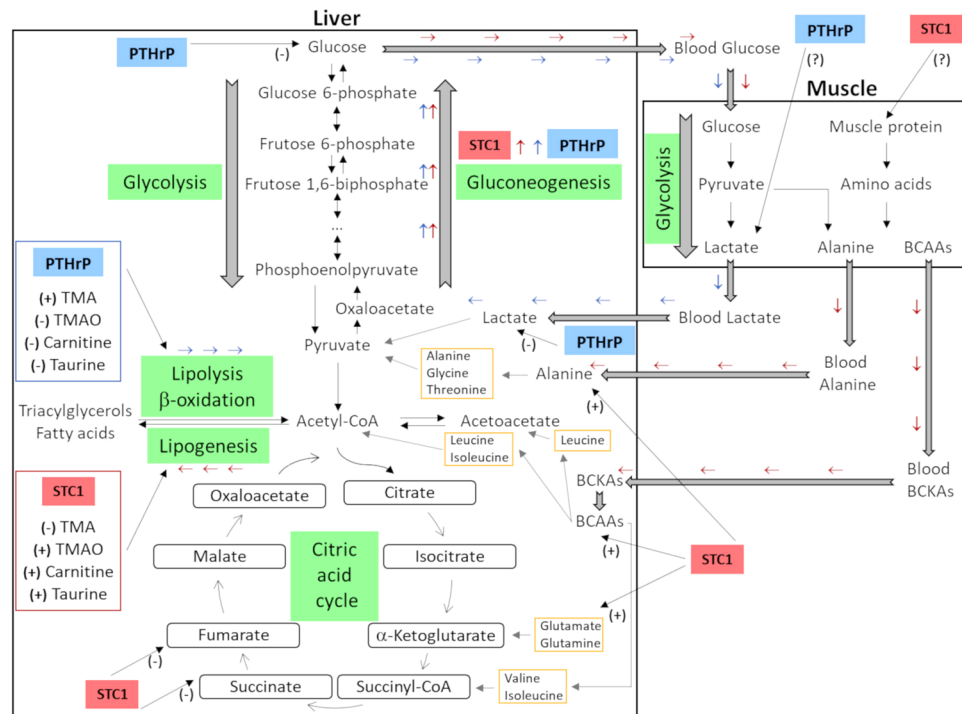 Liver
PTHrP
(-)
Glucose
Blood Glucose
PTHrP
(?)
STC1
(?)
Muscle
Glucose 6-phosphate
Frutose 6-phosphate
Frutose 1,6-biphosphate
...
Phosphoenolpyruvate
Oxaloacetate
Pyruvate
Glycolysis
STC1
PTHrP
Gluconeogenesis
Glycolysis
Glucose
Pyruvate
Lactate
Muscle protein
Amino acids
Alanine
BCAAs
PTHrP
(+) TMA
(-) TMAO
(-) Carnitine
(-) Taurine
Lactate
(-)
PTHrP
Blood Lactate
Alanine
Glycine
Threonine
Alanine
(+)
Blood
Alanine
Lipolysis
β-oxidation
Triacylglycerols
Fatty acids
Lipogenesis
Acetyl-CoA
Acetoacetate
Leucine
Isoleucine
Leucine
BCKAs
BCAAs
(+)
Blood
BCKAs
STC1
(-) TMA
(+) TMAO
(+) Carnitine
(+) Taurine
Oxaloacetate
Citrate
Malate
Citric
acid
cycle
Isocitrate
STC1
(+)
Fumarate
α-Ketoglutarate
Glutamate
Glutamine
(-)
STC1
(-)
Succinate
Succinyl-CoA
Valine
Isoleucine